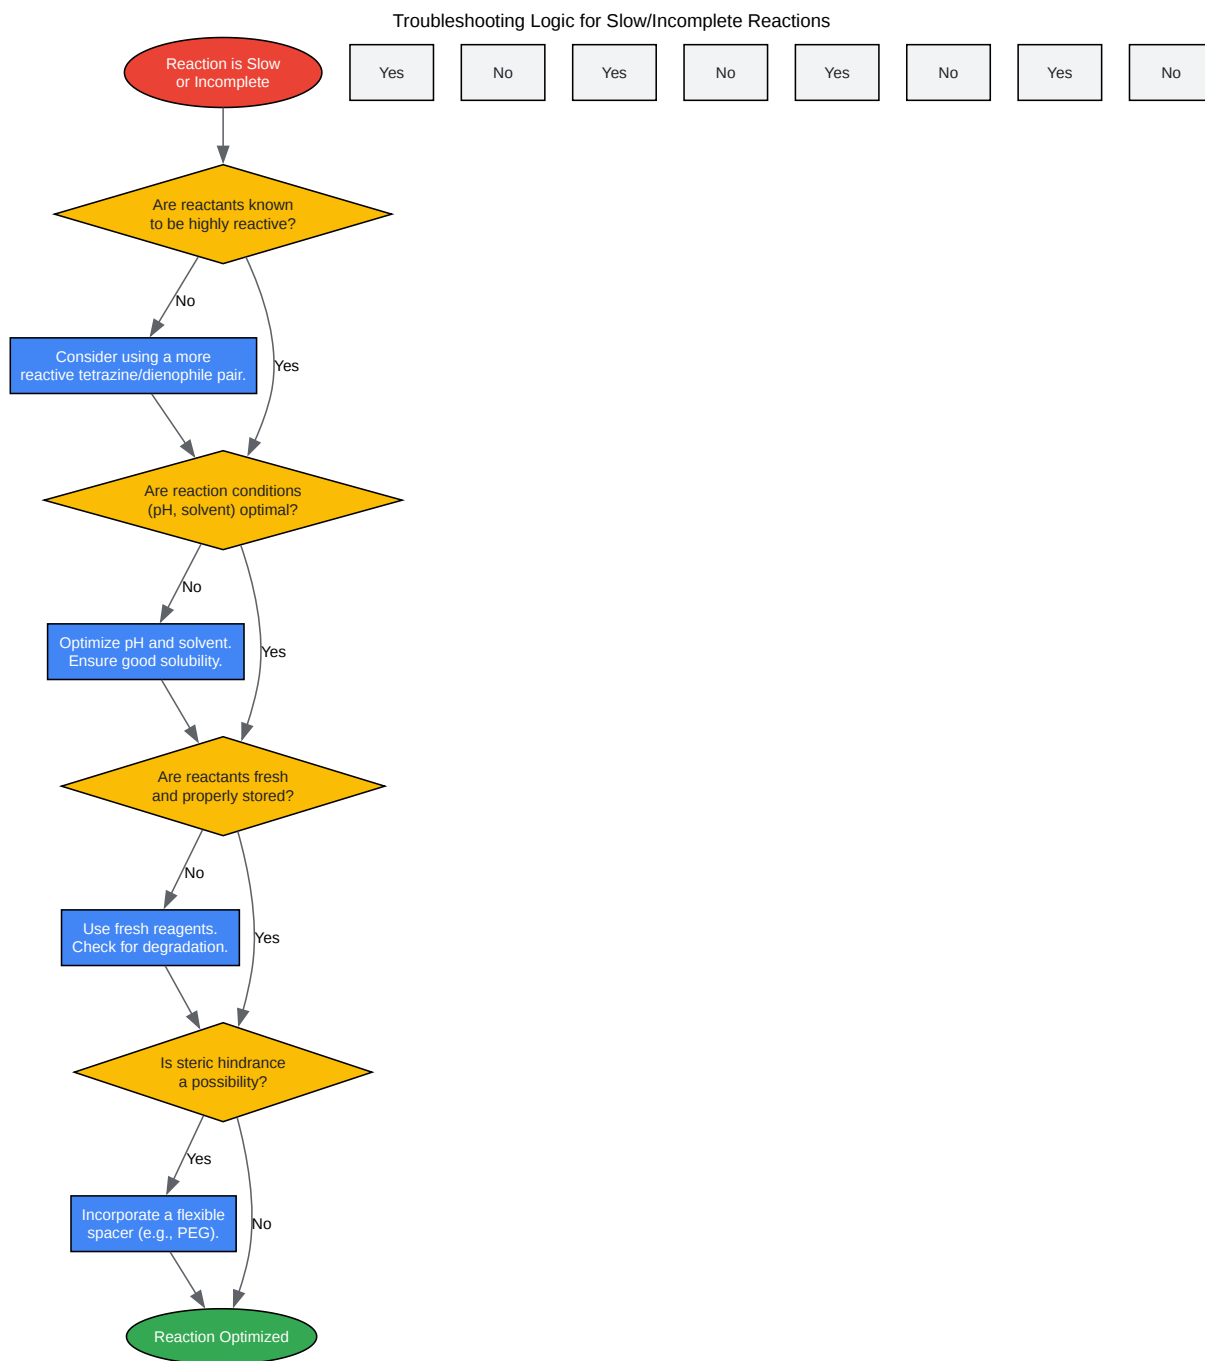 Troubleshooting Logic for Slow/Incomplete Reactions
Reaction is Slow
or Incomplete
Yes
No
Yes
No
Yes
No
Yes
No
Are reactants known
to be highly reactive?
No
Consider using a more
reactive tetrazine/dienophile pair.
Yes
Are reaction conditions
(pH, solvent) optimal?
No
Optimize pH and solvent.
Ensure good solubility.
Yes
Are reactants fresh
and properly stored?
No
Use fresh reagents.
Check for degradation.
Yes
Is steric hindrance
a possibility?
Yes
Incorporate a flexible
spacer (e.g., PEG).
No
Reaction Optimized